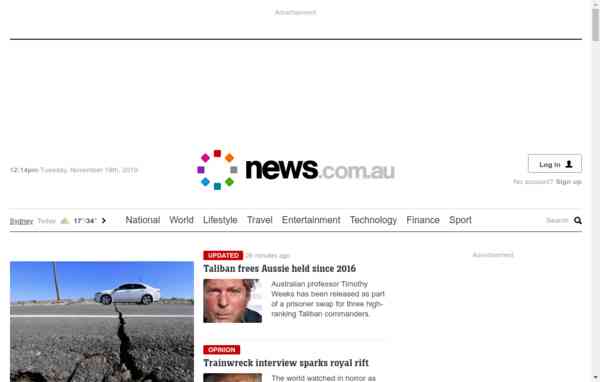 Advertisement
12:14pm Tuesday, November 19th, 2019
news.com.au
Log in
No account? Sign up
Sydney Today 17°/34°
National World Lifestyle Travel Entertainment Technology Finance Sport
Search
UPDATED
minutes ago
Taliban frees Aussie held since 2016
Australian professor Timothy
Weeks has been released as part
of a prisoner swap for three high-
ranking Taliban commanders.
Advertisement
OPINION
Trainwreck interview sparks royal rift
The world watched in horror as